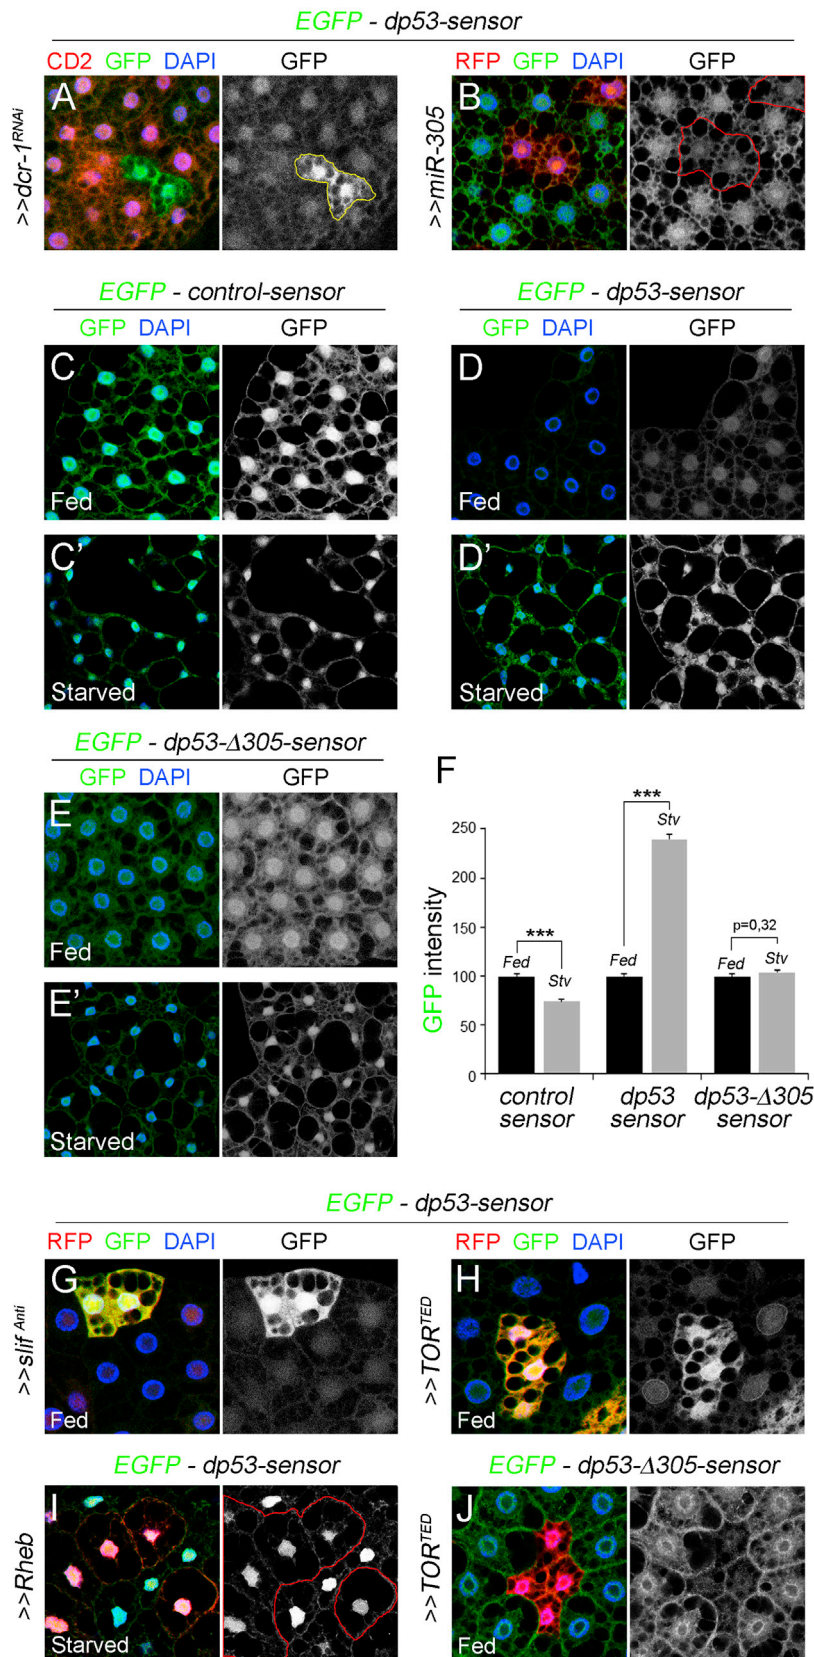 EGFP - dp53-sensor
CD2 GFP DAPI GFP RFP GFP DAPI GFP
>>dcr-1RNAi A >>miR-305 B
EGFP - control-sensor EGFP - dp53-sensor
GFP DAPI GFP GFP DAPI GFP
C D
Fed Fed
C' D'
Starved Starved
EGFP - dp53-Δ305-sensor
GFP DAPI GFP
E
Fed
E'
Starved
F
GFP intensity
250
200
150
100
50
0
*** *** p=0,32
Fed Stv Fed Stv Fed Stv
control sensor
dp53 sensor
dp53-Δ305 sensor
EGFP - dp53-sensor
RFP GFP DAPI GFP RFP GFP DAPI GFP
>>slif Anti G >>TORTED H
Fed Fed
EGFP - dp53-sensor EGFP - dp53-Δ305-sensor
>>Rheb I >>TORTED J
Starved Fed